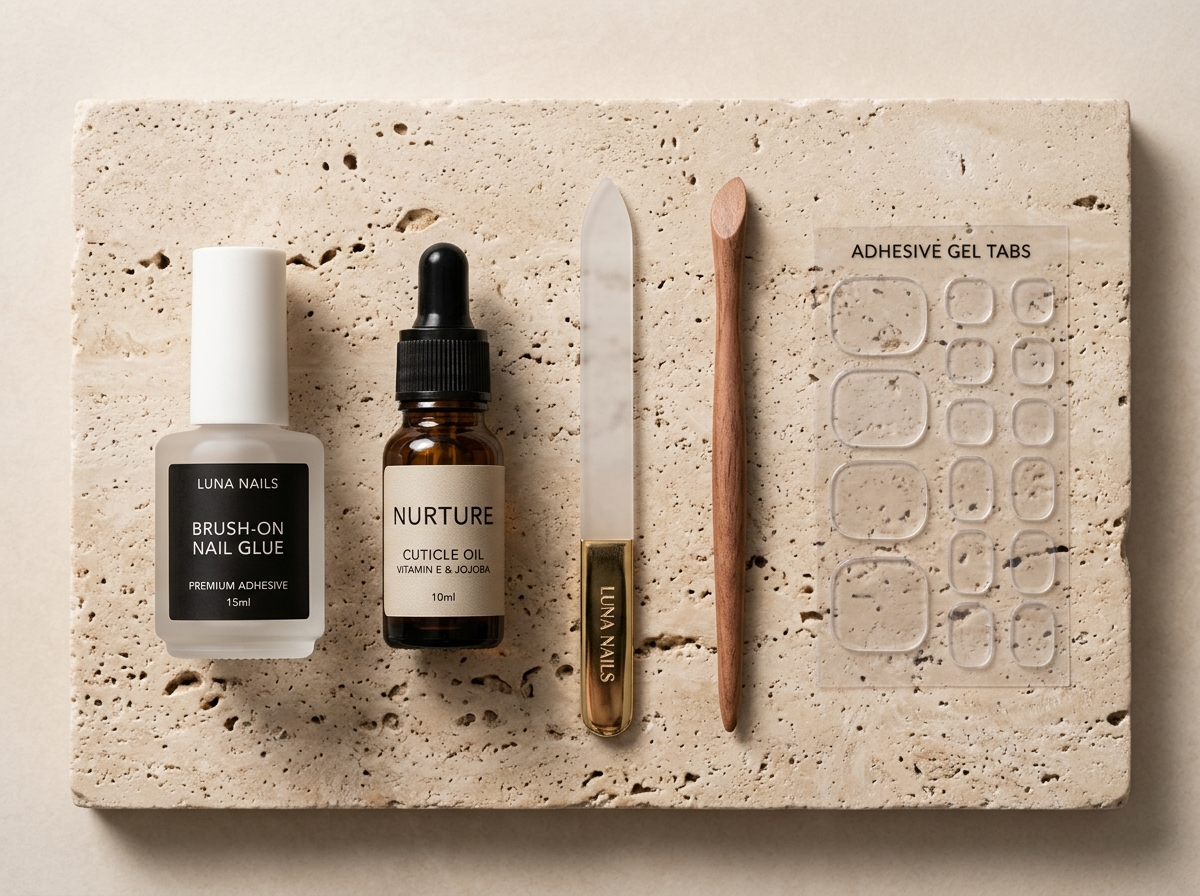 LUNA NAILS
BRUSH-ON
NAIL GLUE
PREMIUM ADHESIVE
15ml
NURTURE
CUTICLE OIL
VITAMIN E & JOJOBA
10ml
LUNA NAILS
ADHESIVE GEL TABS